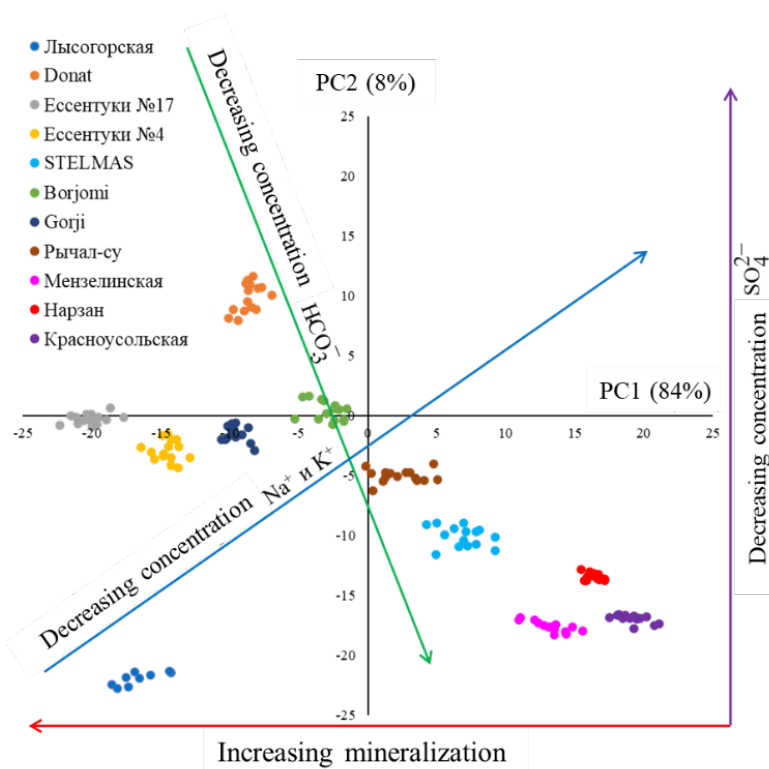 Лысогорская
Donat
Ессентуки №17
Ессентуки №4
STELMAS
Borjomi
Gorji
Рычал-су
Мензелинская
Нарзан
Красноусольская
PC2 (8%)
Decreasing concentration
HCO₃⁻
PC1 (84%)
Na⁺ и K⁺
Decreasing concentration
SO₄²⁻
Decreasing concentration
25
20
15
10
5
0
-5
-10
-15
-20
-25
-25
-20
-15
-10
-5
0
5
10
15
20
25
Increasing mineralization